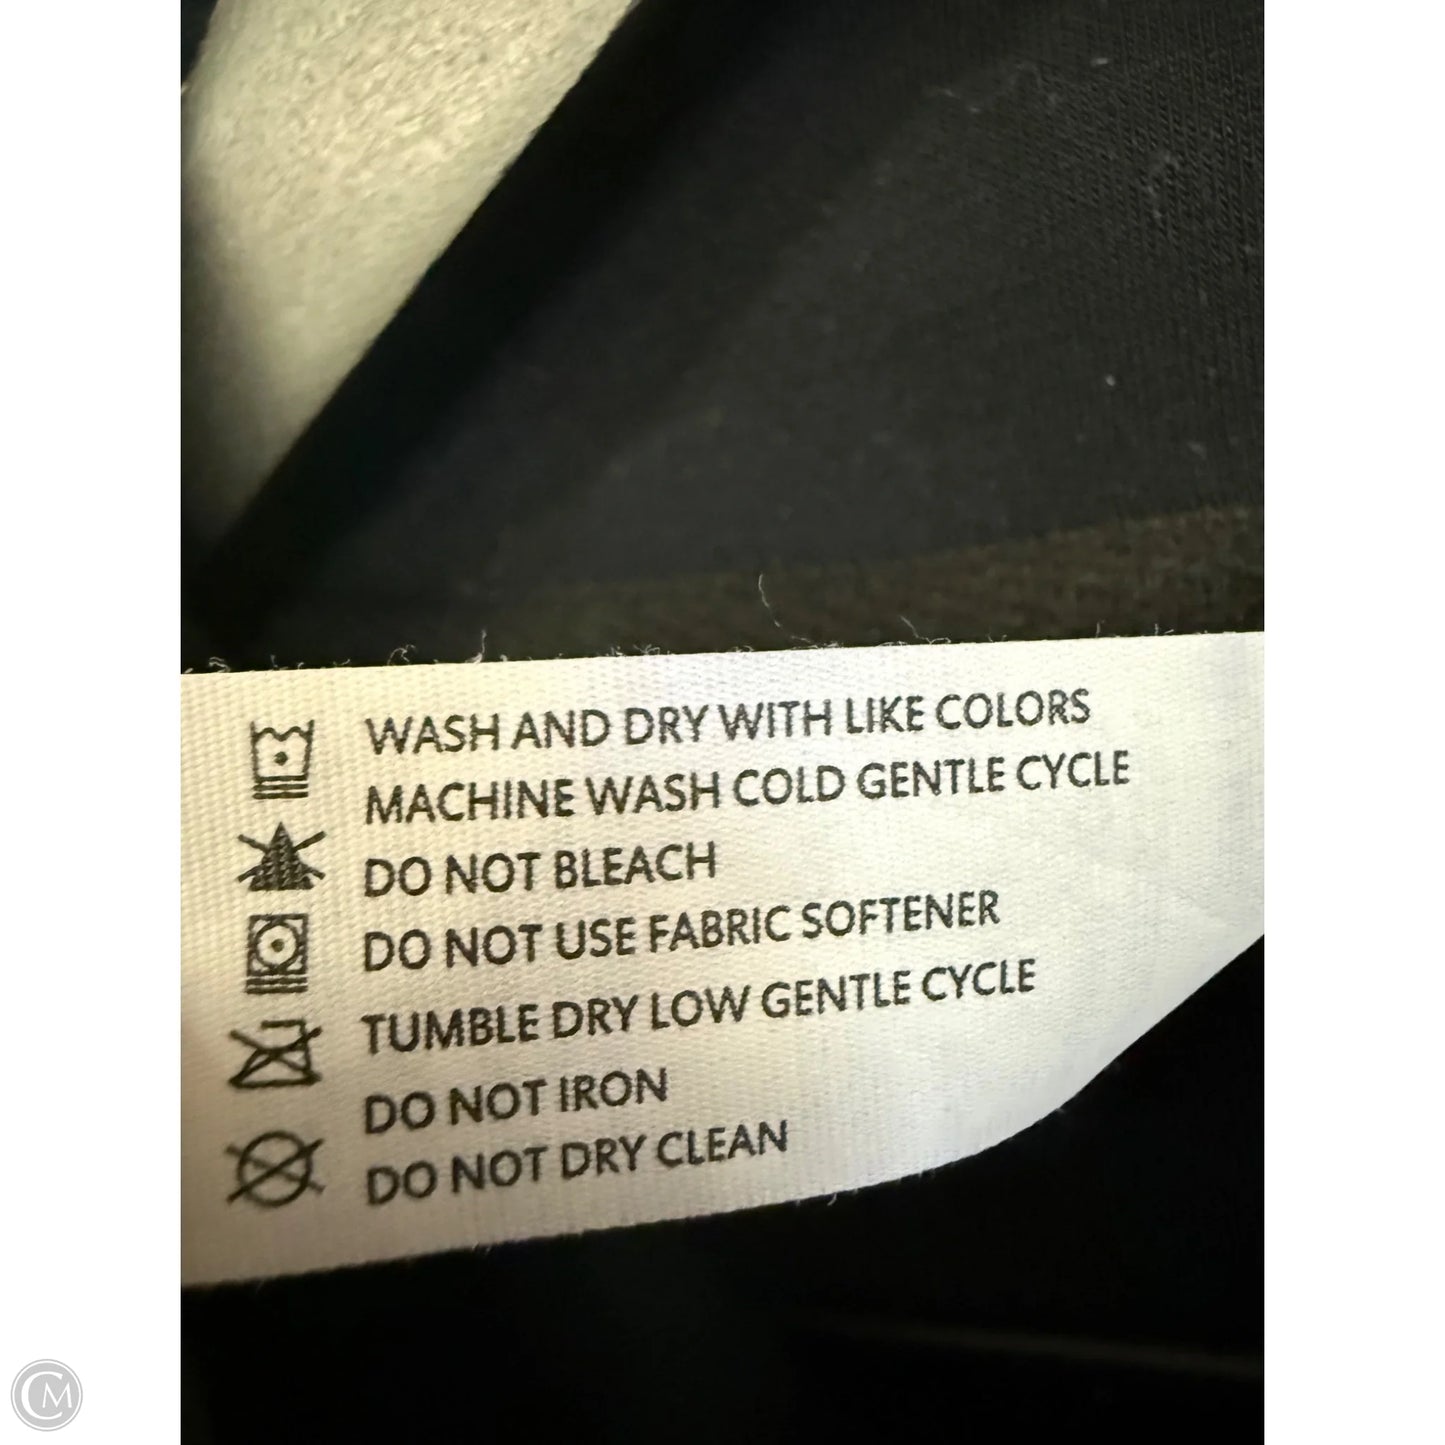 WASH AND DRY WITH LIKE COLORS
MACHINE WASH COLD GENTLE CYCLE
DO NOT BLEACH
DO NOT USE FABRIC SOFTENER
TUMBLE DRY LOW GENTLE CYCLE
DO NOT IRON
DO NOT DRY CLEAN
CM